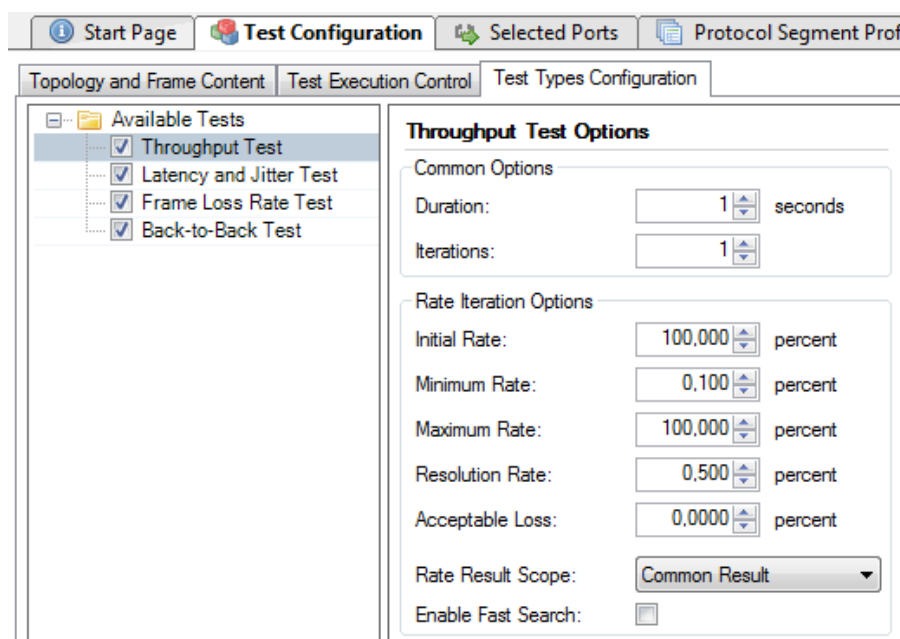 Start Page Test Configuration Selected Ports Protocol Segment Prof
Topology and Frame Content Test Execution Control Test Types Configuration
Available Tests
Throughput Test
Latency and Jitter Test
Frame Loss Rate Test
Back-to-Back Test
Throughput Test Options
Common Options
Duration: 1 seconds
Iterations: 1
Rate Iteration Options
Initial Rate: 100,000 percent
Minimum Rate: 0,100 percent
Maximum Rate: 100,000 percent
Resolution Rate: 0,500 percent
Acceptable Loss: 0,0000 percent
Rate Result Scope: Common Result
Enable Fast Search: